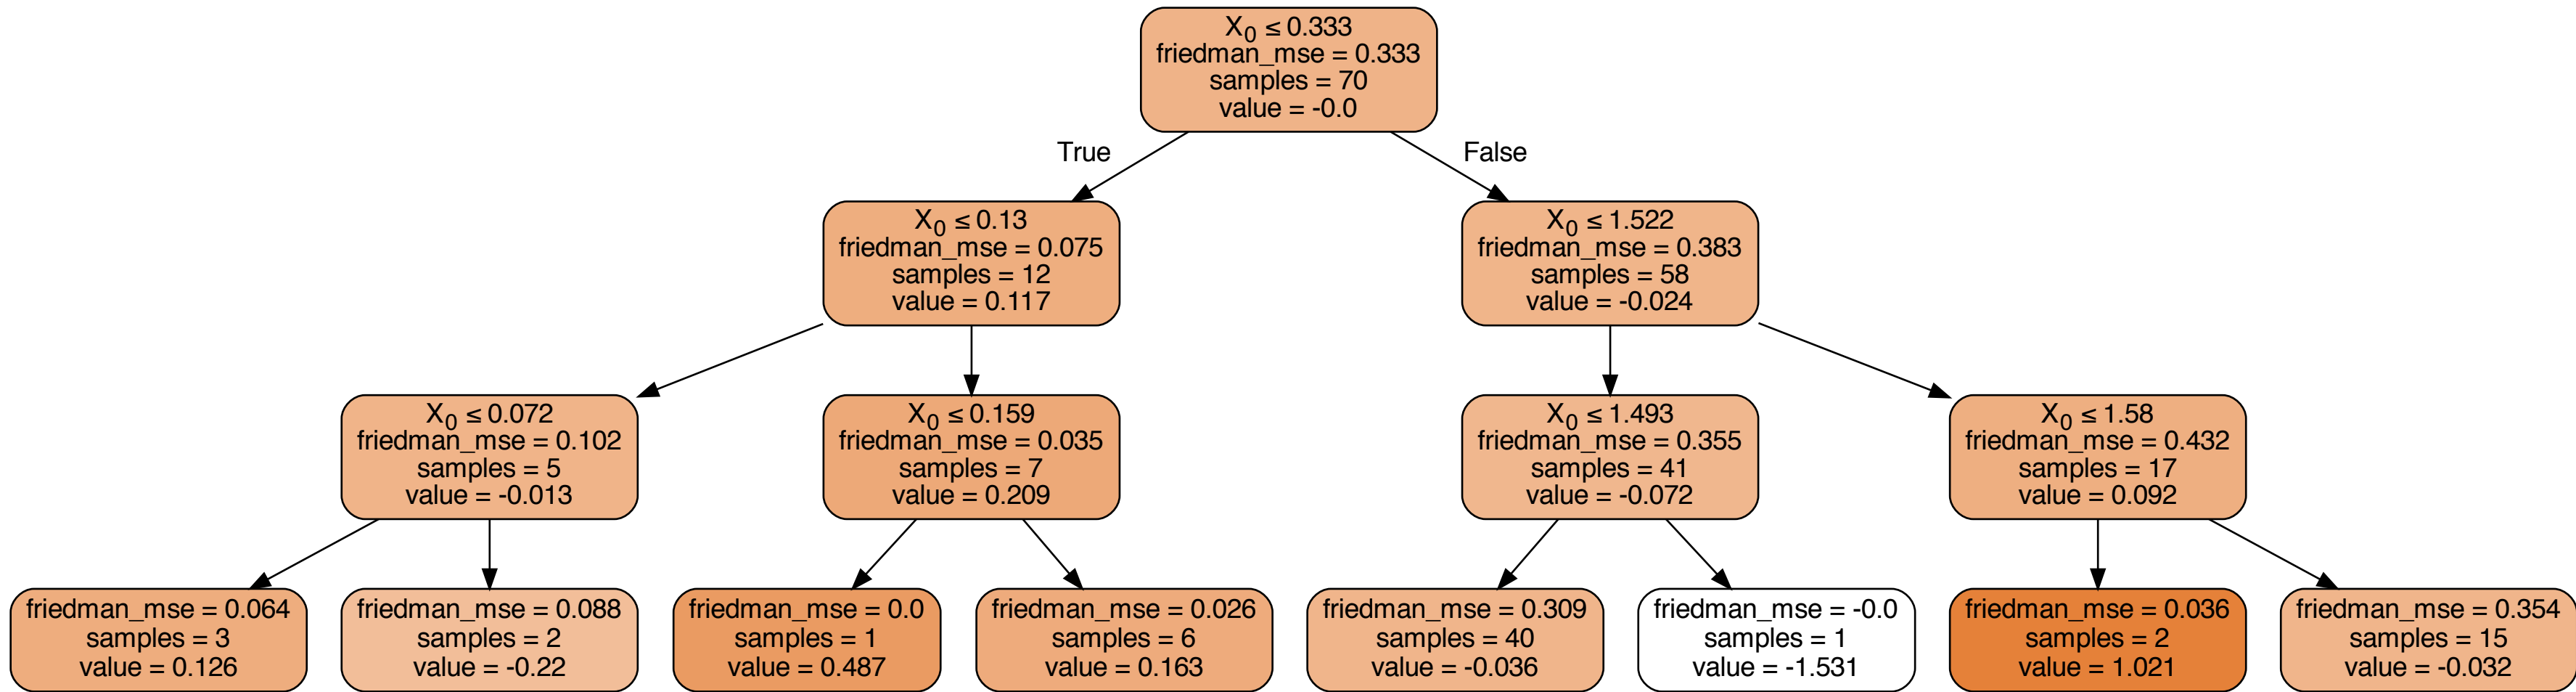 X₀ ≤ 0.333
friedman_mse = 0.333
samples = 70
value = -0.0
True
False
X₀ ≤ 0.13
friedman_mse = 0.075
samples = 12
value = 0.117
X₀ ≤ 1.522
friedman_mse = 0.383
samples = 58
value = -0.024
X₀ ≤ 0.072
friedman_mse = 0.102
samples = 5
value = -0.013
X₀ ≤ 0.159
friedman_mse = 0.035
samples = 7
value = 0.209
X₀ ≤ 1.493
friedman_mse = 0.355
samples = 41
value = -0.072
X₀ ≤ 1.58
friedman_mse = 0.432
samples = 17
value = 0.092
friedman_mse = 0.064
samples = 3
value = 0.126
friedman_mse = 0.088
samples = 2
value = -0.22
friedman_mse = 0.0
samples = 1
value = 0.487
friedman_mse = 0.026
samples = 6
value = 0.163
friedman_mse = 0.309
samples = 40
value = -0.036
friedman_mse = -0.0
samples = 1
value = -1.531
friedman_mse = 0.036
samples = 2
value = 1.021
friedman_mse = 0.354
samples = 15
value = -0.032